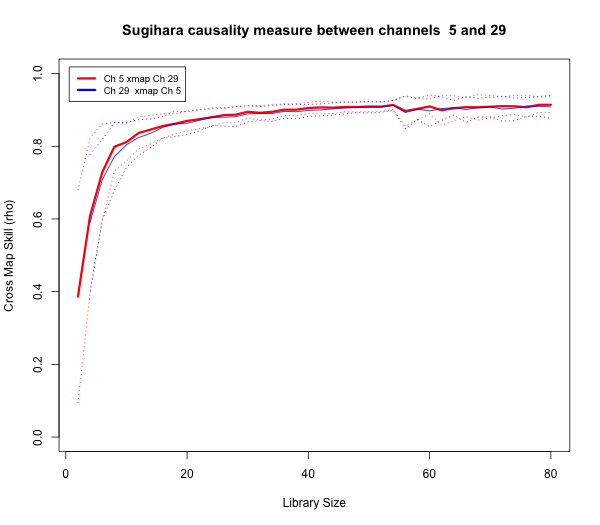 Sugihara causality measure between channels  5 and 29
Ch 5 xmap Ch 29
Ch 29  xmap Ch 5
Cross Map Skill (rho)
1.0
0.8
0.6
0.4
0.2
0.0
0 20 40 60 80
Library Size